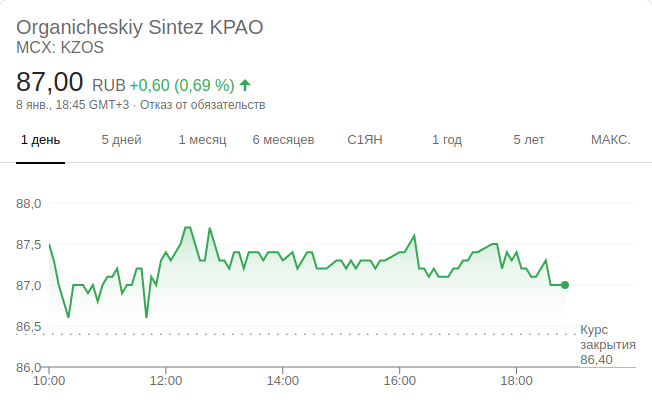 Organicheskiy Sintez KPAO
MCX: KZOS
87,00 RUB +0,60 (0,69 %)
8 янв., 18:45 GMT+3 · Отказ от обязательств
1 день 5 дней 1 месяц 6 месяцев С1ЯН 1 год 5 лет МАКС.
88,0
87,5
87,0
86,5
Курс
закрытия
86,40
86,0
10:00 12:00 14:00 16:00 18:00